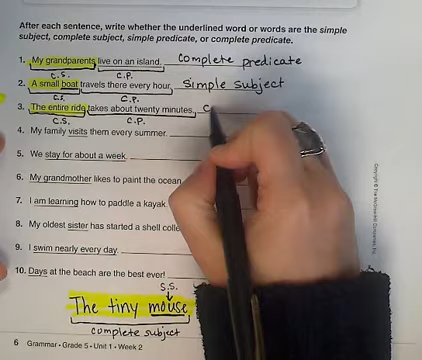 After each sentence, write whether the underlined word or words are the simple
subject, complete subject, simple predicate, or complete predicate.
1. My grandparents live on an island. complete predicate
C.S. C.P.
2. A small boat travels there every hour. simple subject
C.S. C.P.
3. The entire ride takes about twenty minutes. c
C.S. C.P.
4. My family visits them every summer.
5. We stay for about a week.
6. My grandmother likes to paint the ocean
7. I am learning how to paddle a kayak.
8. My oldest sister has started a shell
9. I swim nearly every day.
10. Days at the beach are the best ever!
S.S.
The tiny mouse
complete subject
6 Grammar • Grade 5 • Unit 1 • Week 2